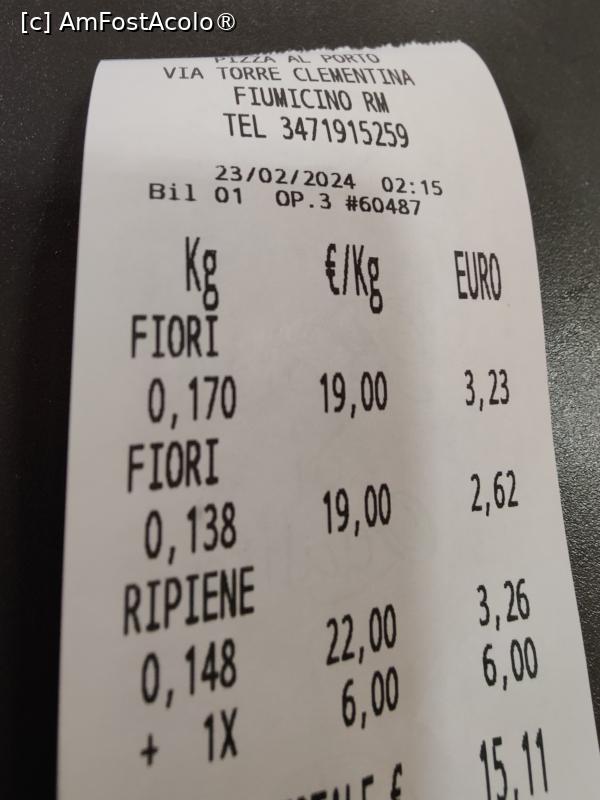 [c] AmFostAcolo®
PIZZA AL PORTO
VIA TORRE CLEMENTINA
FIUMICINO RM
TEL 3471915259
23/02/2024 02:15
Bil 01 OP.3 #60487
Kg €/Kg EURO
FIORI
0,170 19,00 3,23
FIORI
0,138 19,00 2,62
RIPIENE
0,148 22,00 3,26
+ 1X 6,00 6,00
TOTALE € 15,11